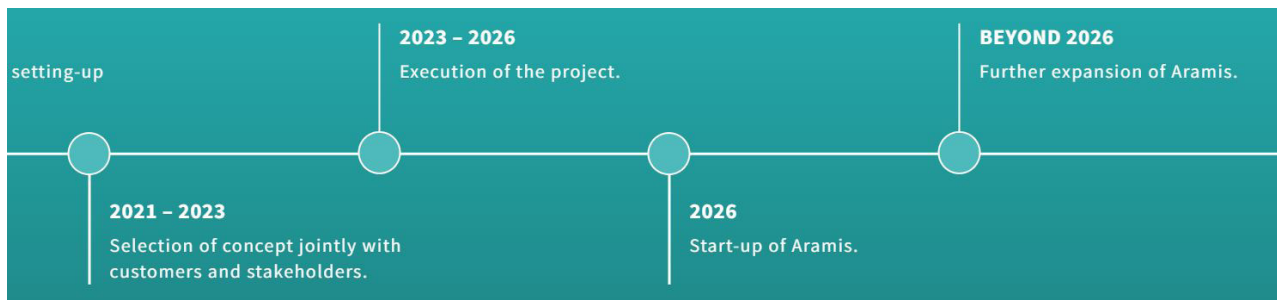 setting-up
2021 – 2023
Selection of concept jointly with
customers and stakeholders.
2023 – 2026
Execution of the project.
2026
Start-up of Aramis.
BEYOND 2026
Further expansion of Aramis.